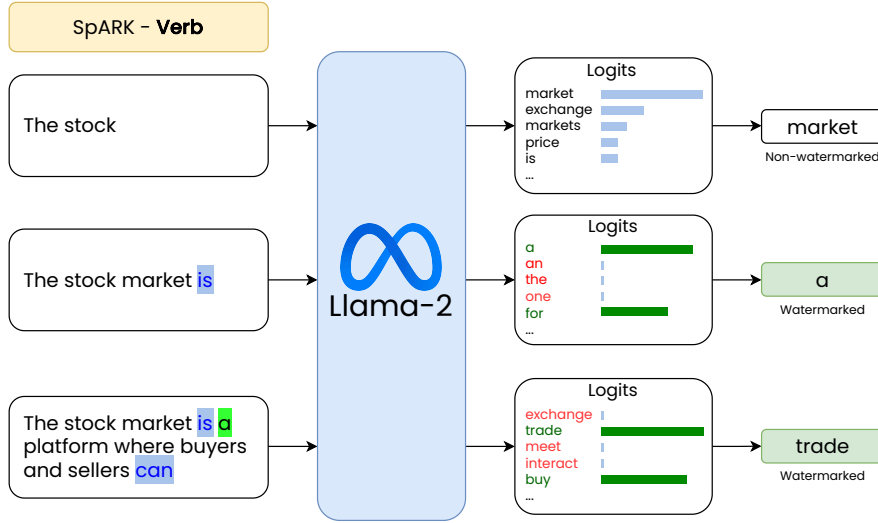 SpARK - Verb
The stock
Logits
market
exchange
markets
price
is
...
market
Non-watermarked
The stock market is
Llama-2
Logits
a
an
the
one
for
...
a
Watermarked
The stock market is a
platform where buyers
and sellers can
Logits
exchange
trade
meet
interact
buy
...
trade
Watermarked